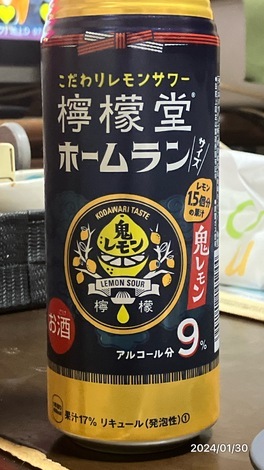 こだわりレモンサワー
檸檬堂
ホームラン
サイズ
レモン
1.5個分
の果汁
鬼レモン
KODAWARI TASTE
鬼
レモン
LEMON SOUR
檸檬
お酒
アルコール分
9%
果汁17% リキュール(発泡性)①
2024/01/30